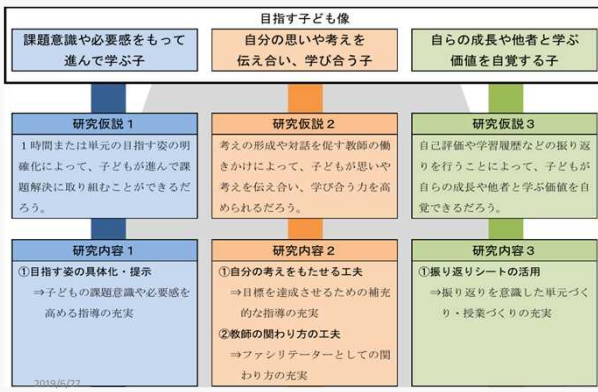 目指す子ども像
課題意識や必要感をもって
進んで学ぶ子
自分の思いや考えを
伝え合い、学び合う子
自らの成長や他者と学ぶ
価値を自覚する子
研究仮説１
１時間または単元の目指す姿の明
確化によって、子どもが進んで課
題解決に取り組むことができるだ
ろう。
研究仮説２
考えの形成や対話を促す教師の働
きかけによって、子どもが思いや
考えを伝え合い、学び合う力を高
められるだろう。
研究仮説３
自己評価や学習履歴などの振り返
りを行うことによって、子どもが
自らの成長や他者と学ぶ価値を自
覚できるだろう。
研究内容１
①目指す姿の具体化・提示
⇒子どもの課題意識や必要感を
高める指導の充実
研究内容２
①自分の考えをもたせる工夫
⇒目標を達成させるための補充
的な指導の充実
②教師の関わり方の工夫
⇒ファシリテーターとしての関
わり方の充実
研究内容３
①振り返りシートの活用
⇒振り返りを意識した単元づく
り・授業づくりの充実
2019/6/27